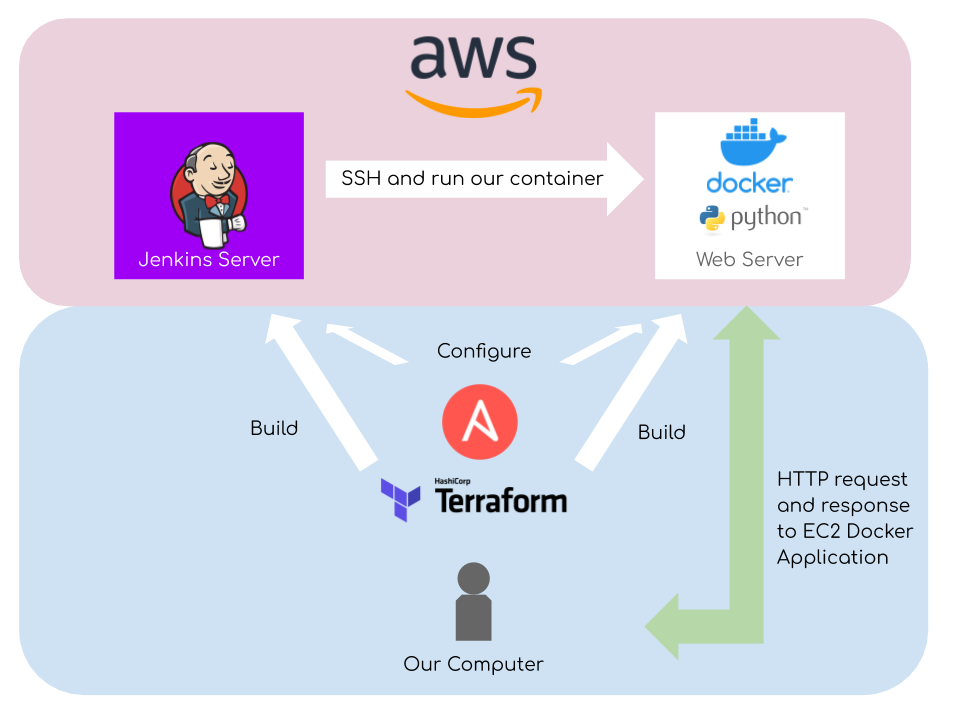 aws
SSH and run our container
docker
python™
Jenkins Server
Web Server
Configure
Build
Build
HashiCorp
Terraform
HTTP request
and response
to EC2 Docker
Application
Our Computer